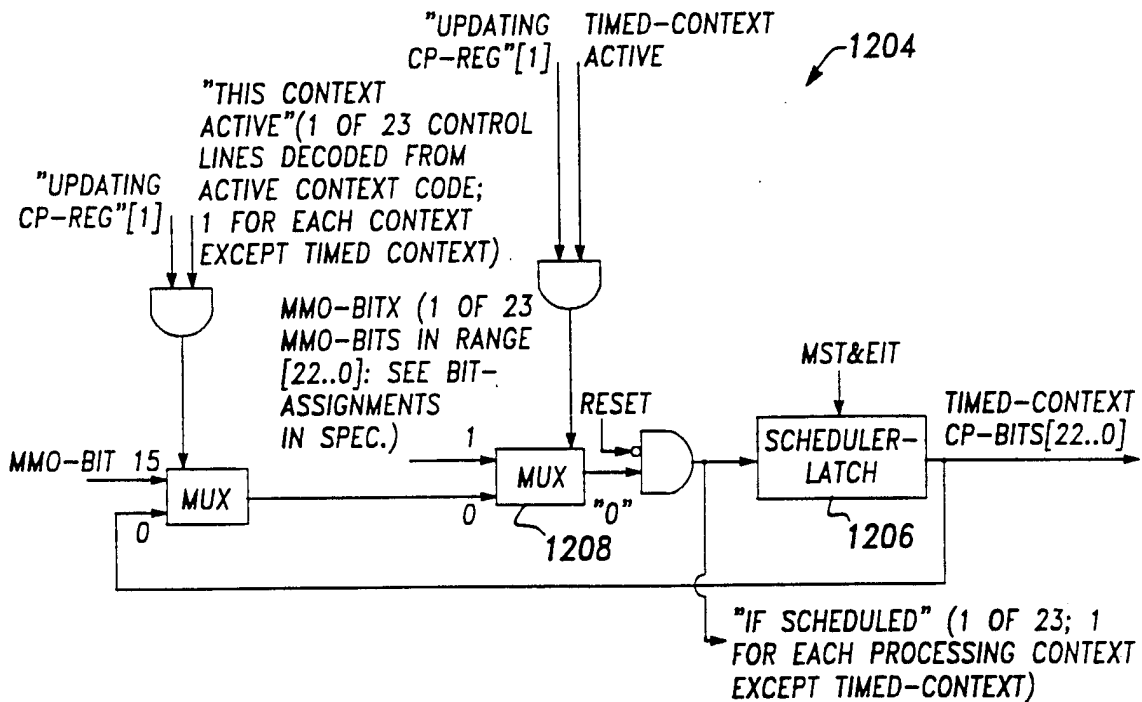 "UPDATING
CP-REG"[1]
TIMED-CONTEXT
ACTIVE
1204
"THIS CONTEXT
ACTIVE"(1 OF 23 CONTROL
LINES DECODED FROM
ACTIVE CONTEXT CODE;
1 FOR EACH CONTEXT
EXCEPT TIMED CONTEXT)
"UPDATING
CP-REG"[1]
MMO-BITX (1 OF 23
MMO-BITS IN RANGE
[22..0]: SEE BIT-
ASSIGNMENTS
IN SPEC.)
MST&EIT
RESET
TIMED-CONTEXT
CP-BITS[22..0]
SCHEDULER-
LATCH
1206
MMO-BIT 15
MUX
0
1
MUX
0
"0"
1208
"IF SCHEDULED" (1 OF 23; 1
FOR EACH PROCESSING CONTEXT
EXCEPT TIMED-CONTEXT)